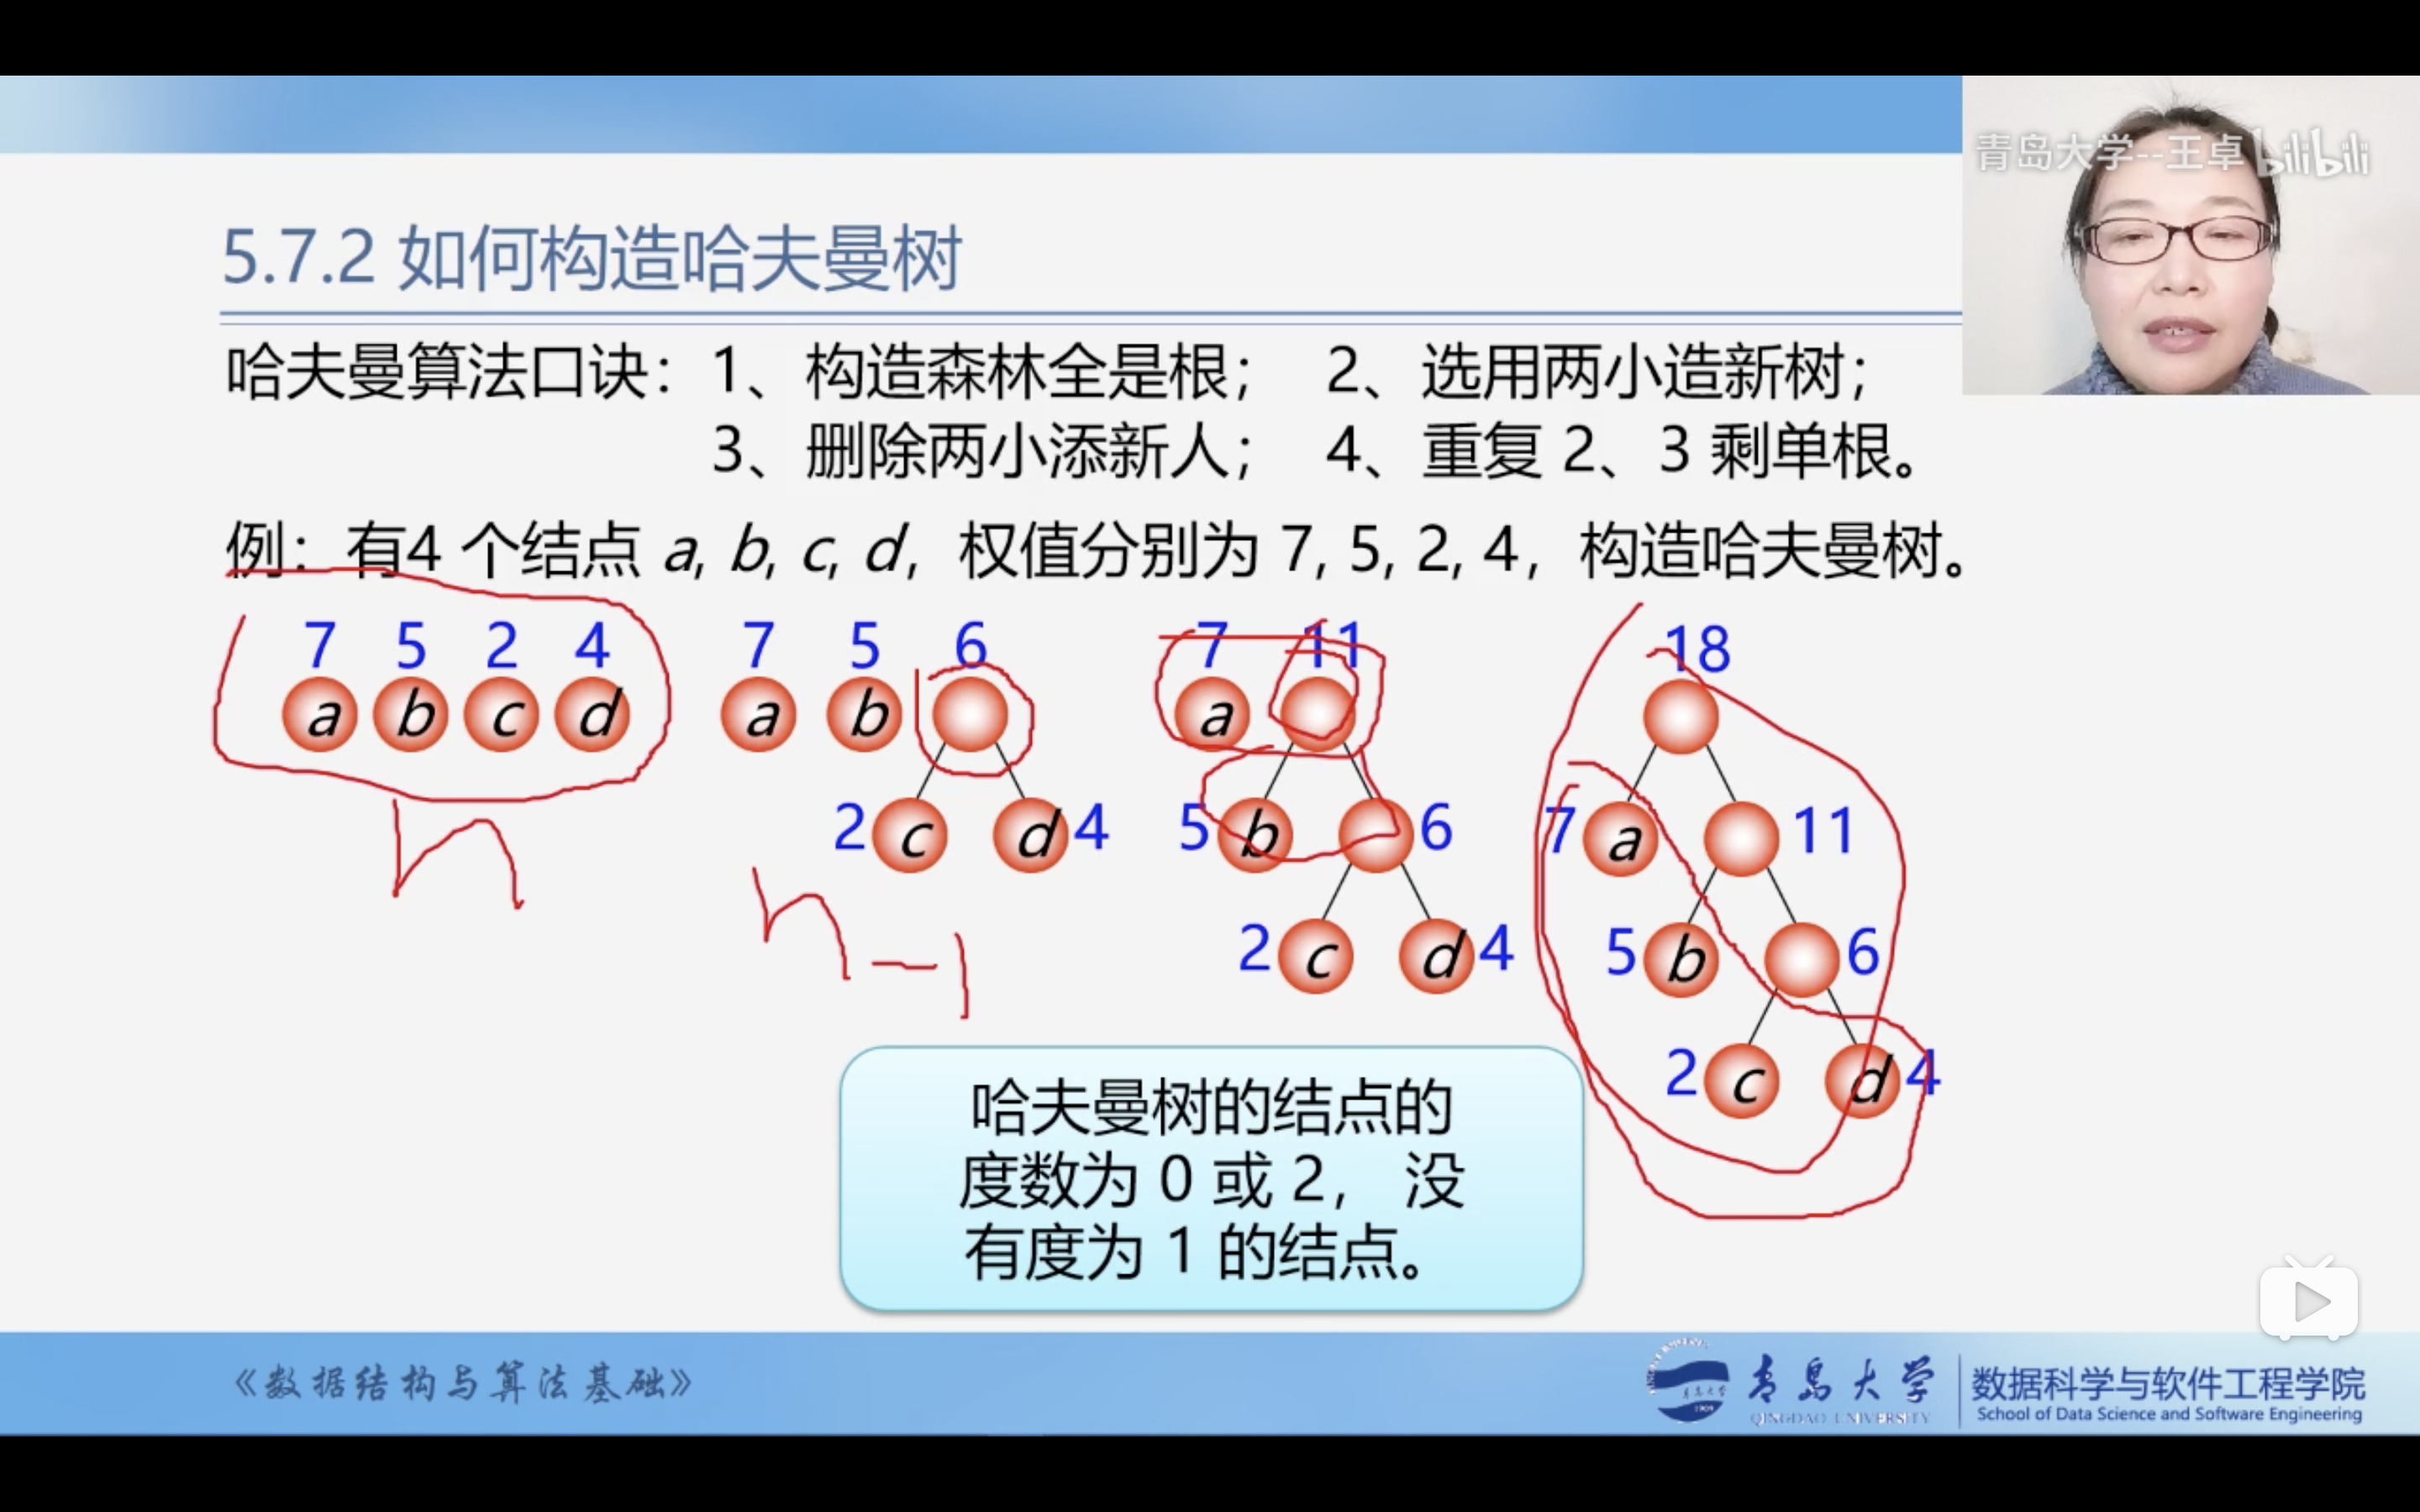 青岛大学--王卓 bilibili
5.7.2 如何构造哈夫曼树
哈夫曼算法口诀：1、构造森林全是根； 2、选用两小造新树；
3、删除两小添新人； 4、重复 2、3 剩单根。
例：有4 个结点 a, b, c, d，权值分别为 7, 5, 2, 4，构造哈夫曼树。
7 5 2 4 7 5 6 7 11 18
a b c d a b a
2 c d 4 5 b 6 7 a 11
n n-1 2 c d 4 5 b 6
2 c d 4
哈夫曼树的结点的
度数为 0 或 2， 没
有度为 1 的结点。
《数据结构与算法基础》
青岛大学
QINGDAO UNIVERSITY
数据科学与软件工程学院
School of Data Science and Software Engineering